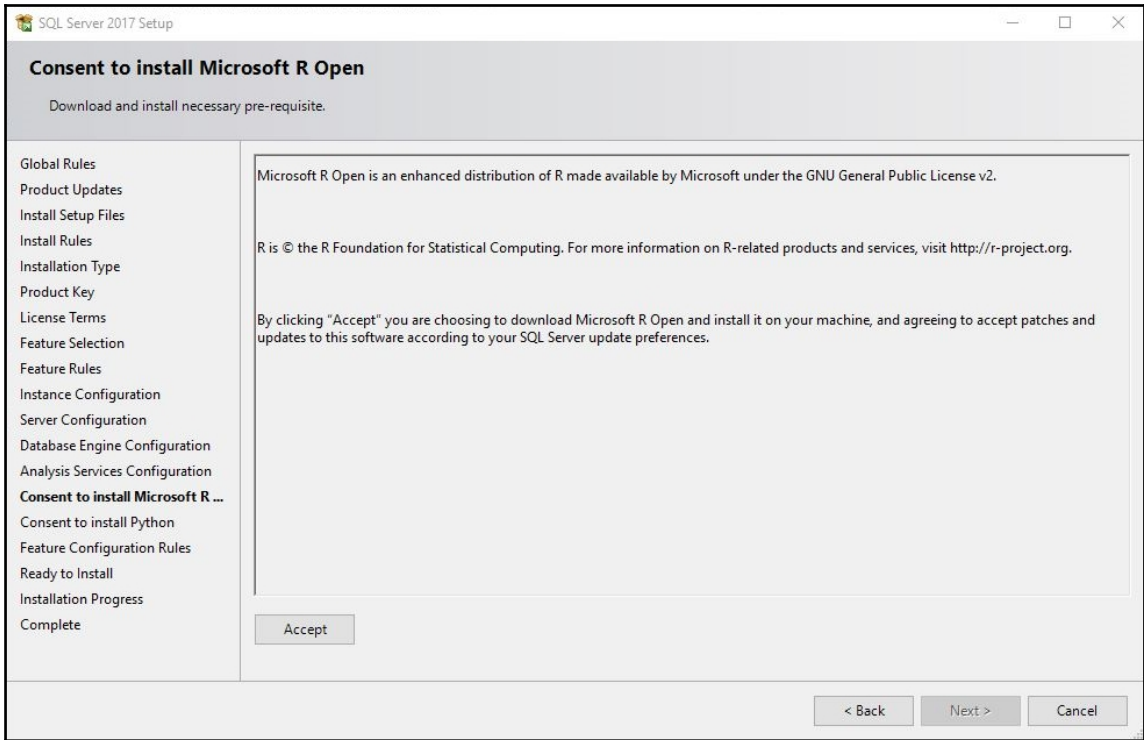 SQL Server 2017 Setup
Consent to install Microsoft R Open
Download and install necessary pre-requisite.
Global Rules
Product Updates
Install Setup Files
Install Rules
Installation Type
Product Key
License Terms
Feature Selection
Feature Rules
Instance Configuration
Server Configuration
Database Engine Configuration
Analysis Services Configuration
Consent to install Microsoft R ...
Consent to install Python
Feature Configuration Rules
Ready to Install
Installation Progress
Complete
Microsoft R Open is an enhanced distribution of R made available by Microsoft under the GNU General Public License v2.
R is © the R Foundation for Statistical Computing. For more information on R-related products and services, visit http://r-project.org.
By clicking "Accept" you are choosing to download Microsoft R Open and install it on your machine, and agreeing to accept patches and
updates to this software according to your SQL Server update preferences.
Accept
< Back
Next >
Cancel